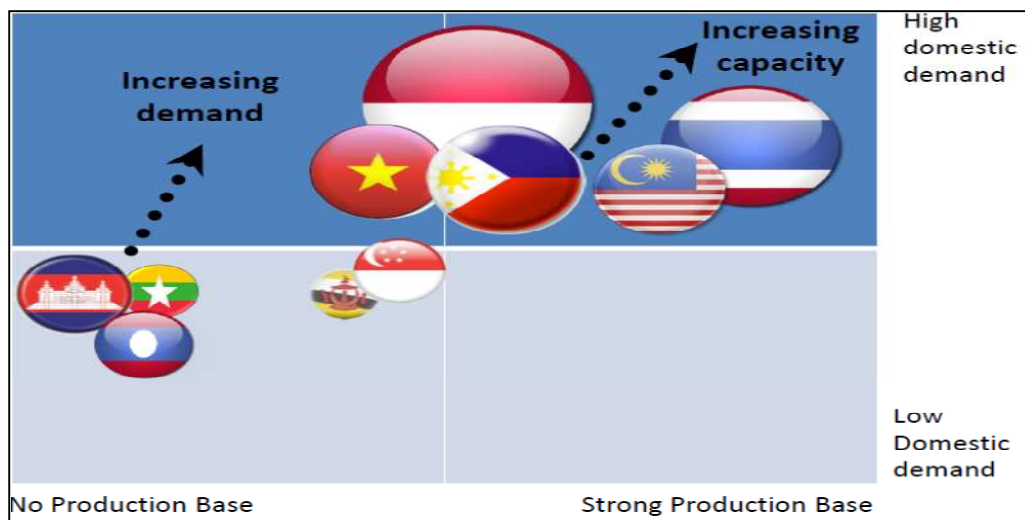 Increasing
demand
Increasing
capacity
High
domestic
demand
Low
Domestic
demand
No Production Base
Strong Production Base